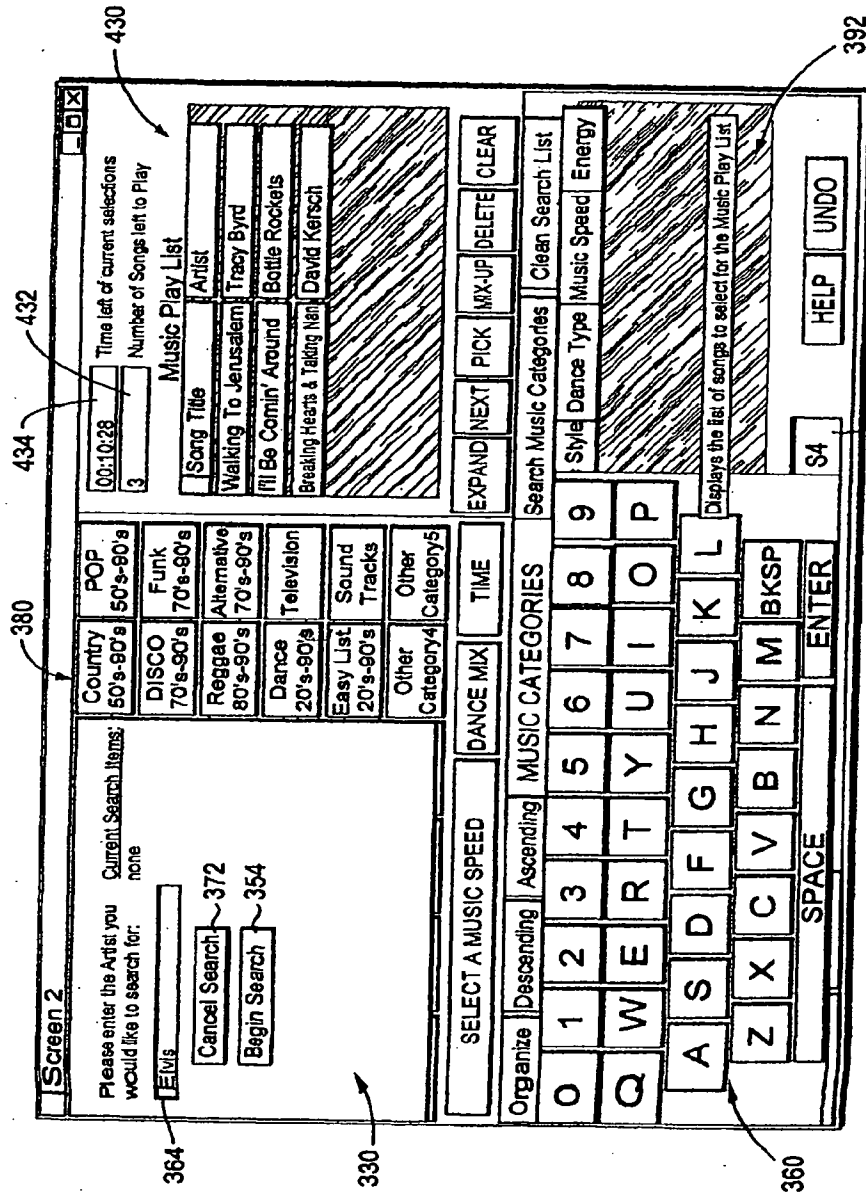 Screen 2
Please enter the Artist you would like to search for:
Current Search Items:
none
Elvis
364
Cancel Search
372
Begin Search
354
330
380
Country 50's-90's
POP 50's-90's
DISCO 70's-90's
Funk 70's-90's
Reggae 80's-90's
Alternative 70's-90's
Dance 20's-90's
Television
Easy List 20's-90's
Sound Tracks
Other Category4
Other Category5
434
00:10:28 Time left of current selections
432
3 Number of Songs left to Play
430
Music Play List
Song Title Artist
Walking To Jerusalem Tracy Byrd
I'll Be Comin' Around Bottle Rockets
Breaking Hearts & Taking Nan David Kersch
SELECT A MUSIC SPEED DANCE MIX TIME
EXPAND NEXT PICK MIX-UP DELETE CLEAR
Organize Descending Ascending MUSIC CATEGORIES Search Music Categories Clean Search List
Style Dance Type Music Speed Energy
0 1 2 3 4 5 6 7 8 9
Q W E R T Y U I O P
A S D F G H J K L
Displays the list of songs to select for the Music Play List
Z X C V B N M BKSP
SPACE ENTER
S4 HELP UNDO
360
392